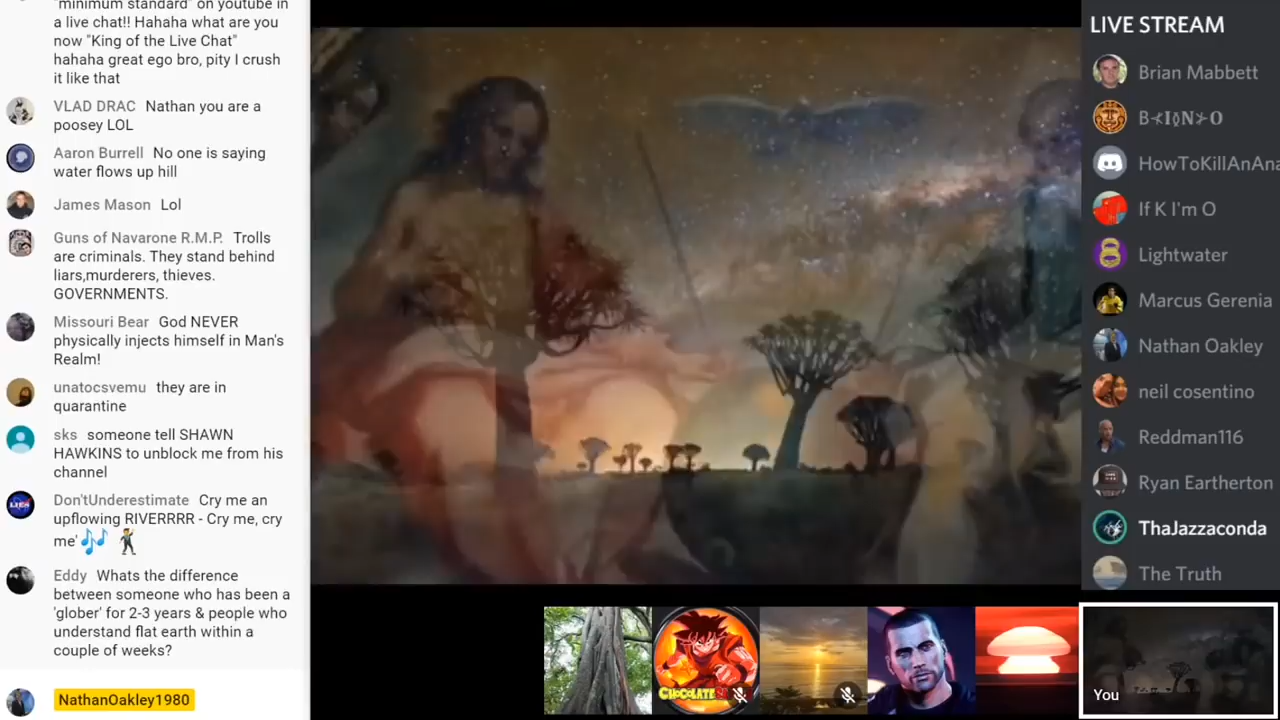 "minimum standard" on youtube in
a live chat!! Hahaha what are you
now "King of the Live Chat"
hahaha great ego bro, pity I crush
it like that
VLAD DRAC Nathan you are a
poosey LOL
Aaron Burrell No one is saying
water flows up hill
James Mason Lol
Guns of Navarone R.M.P. Trolls
are criminals. They stand behind
liars,murderers, thieves.
GOVERNMENTS.
Missouri Bear God NEVER
physically injects himself in Man's
Realm!
unatocsvemu they are in
quarantine
sks someone tell SHAWN
HAWKINS to unblock me from his
channel
Don'tUnderestimate Cry me an
upflowing RIVERRRR - Cry me, cry
me' 🎶 🕺
Eddy Whats the difference
between someone who has been a
'glober' for 2-3 years & people who
understand flat earth within a
couple of weeks?
NathanOakley1980
LIVE STREAM
Brian Mabbett
HowToKillAnAna
If K I'm O
Lightwater
Marcus Gerenia
Nathan Oakley
neil cosentino
Reddman116
Ryan Eartherton
ThaJazzaconda
The Truth
You